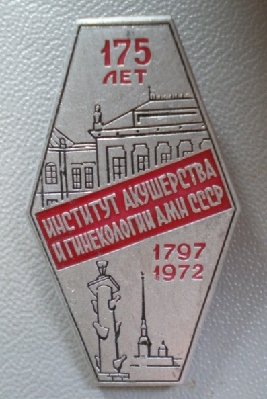 175
ЛЕТ
ИНСТИТУТ АКУШЕРСТВА
И ГИНЕКОЛОГИИ АМН СССР
1797
1972